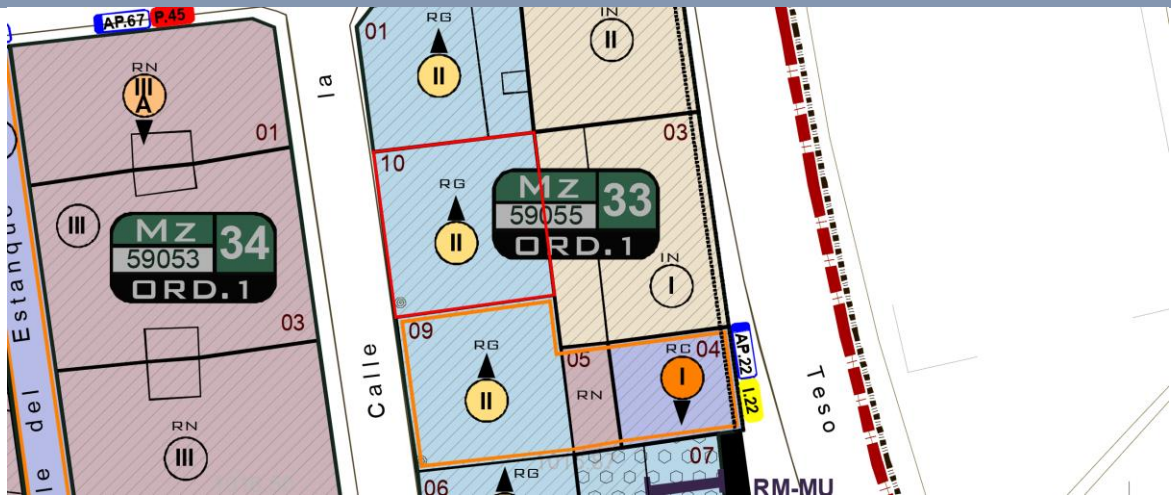 AP.67 P.45
RN
III
A
01
III
Mz 34
59053
ORD.1
03
RN
III
Estanque
del
le
la
Calle
01
RG
II
IN
II
10
RG
II
03
Mz 33
59055
ORD.1
IN
I
09
RG
II
05
RN
RC 04
I
AP.22
I.22
Teso
06
RG
07
RM-MU